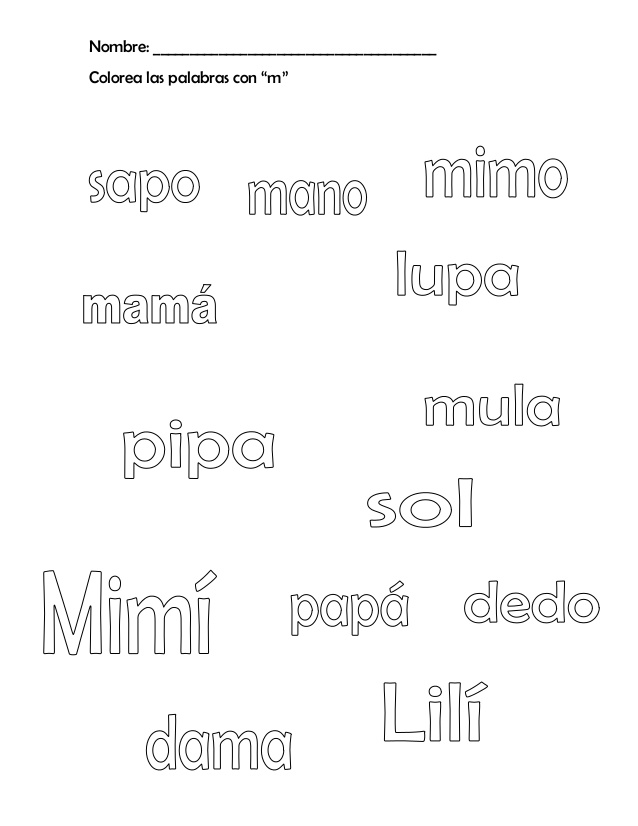 Nombre: ___________________________________
Colorea las palabras con “m”
sapo mano mimo
mamá lupa
pipa mula
sol
Mimí papá dedo
dama Lilí